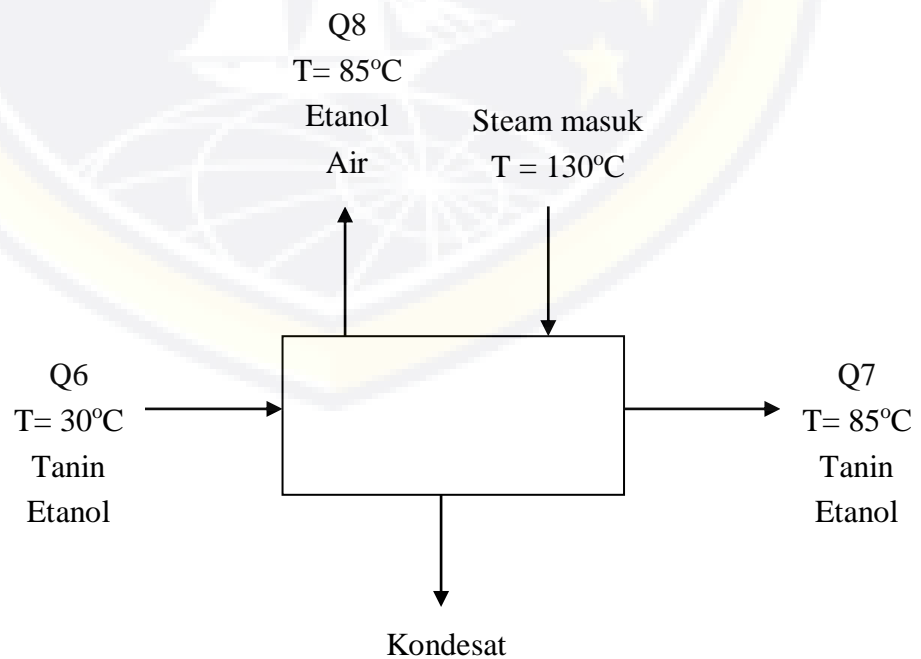 Q8
T= 85°C
Etanol
Air
Steam masuk
T = 130°C
Q6
T= 30°C
Tanin
Etanol
Q7
T= 85°C
Tanin
Etanol
Kondesat